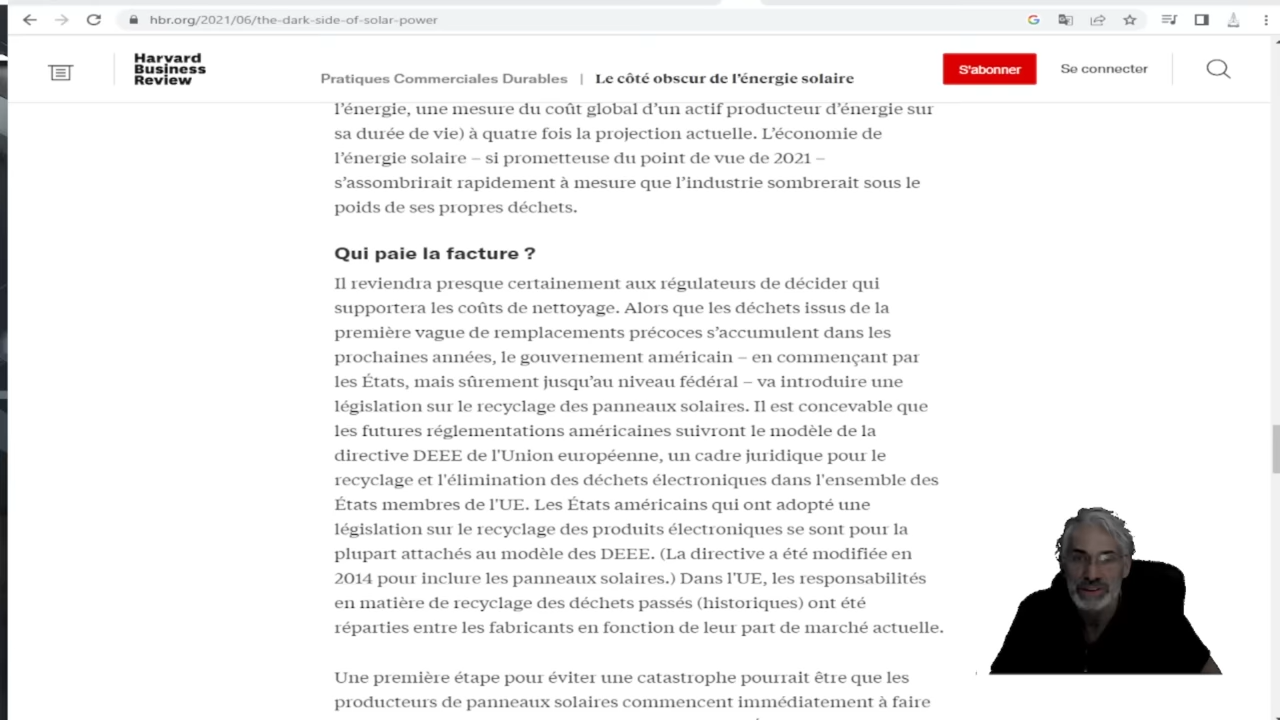 hbr.org/2021/06/the-dark-side-of-solar-power
Harvard
Business
Review
Pratiques Commerciales Durables | Le côté obscur de l’énergie solaire
S'abonner
Se connecter
l’énergie, une mesure du coût global d’un actif producteur d’énergie sur
sa durée de vie) à quatre fois la projection actuelle. L’économie de
l’énergie solaire – si prometteuse du point de vue de 2021 –
s’assombrirait rapidement à mesure que l’industrie sombrerait sous le
poids de ses propres déchets.
Qui paie la facture ?
Il reviendra presque certainement aux régulateurs de décider qui
supportera les coûts de nettoyage. Alors que les déchets issus de la
première vague de remplacements précoces s’accumulent dans les
prochaines années, le gouvernement américain – en commençant par
les États, mais sûrement jusqu’au niveau fédéral – va introduire une
législation sur le recyclage des panneaux solaires. Il est concevable que
les futures réglementations américaines suivront le modèle de la
directive DEEE de l'Union européenne, un cadre juridique pour le
recyclage et l'élimination des déchets électroniques dans l'ensemble des
États membres de l'UE. Les États américains qui ont adopté une
législation sur le recyclage des produits électroniques se sont pour la
plupart attachés au modèle des DEEE. (La directive a été modifiée en
2014 pour inclure les panneaux solaires.) Dans l'UE, les responsabilités
en matière de recyclage des déchets passés (historiques) ont été
réparties entre les fabricants en fonction de leur part de marché actuelle.
Une première étape pour éviter une catastrophe pourrait être que les
producteurs de panneaux solaires commencent immédiatement à faire